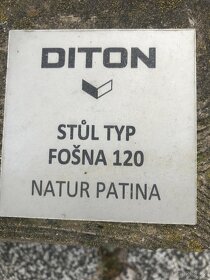 DITON
STŮL TYP
FOŠNA 120
NATUR PATINA